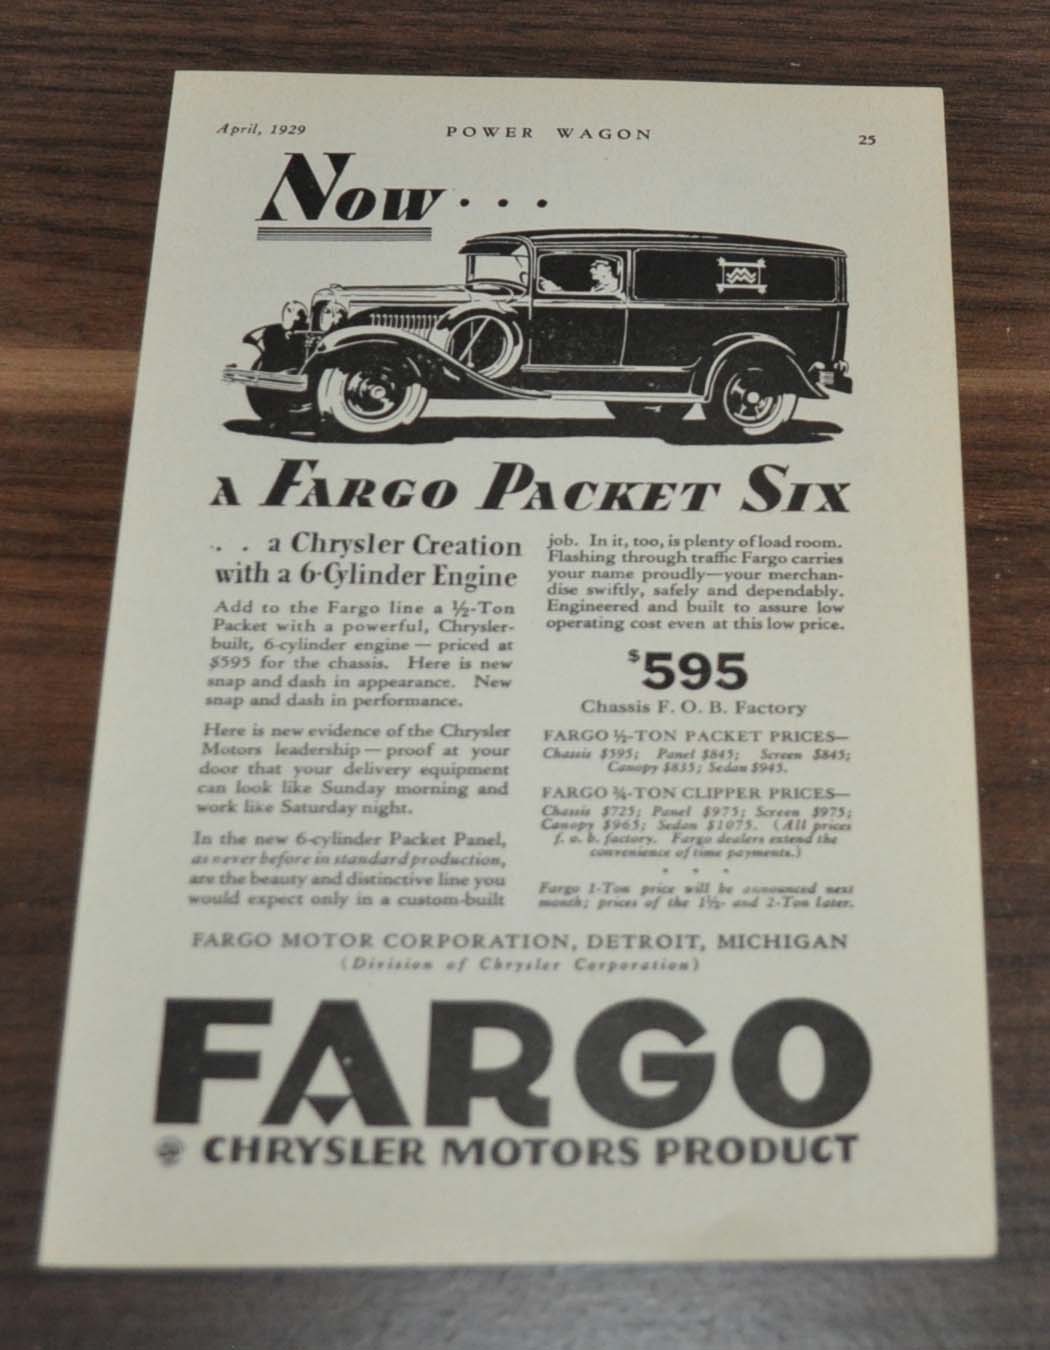 April, 1929
POWER WAGON
25
Now...
A FARGO PACKET SIX
. . a Chrysler Creation
with a 6-Cylinder Engine
Add to the Fargo line a ½-Ton
Packet with a powerful, Chrysler-
built, 6-cylinder engine — priced at
$595 for the chassis. Here is new
snap and dash in appearance. New
snap and dash in performance.
Here is new evidence of the Chrysler
Motors leadership — proof at your
door that your delivery equipment
can look like Sunday morning and
work like Saturday night.
In the new 6-cylinder Packet Panel,
as never before in standard production,
are the beauty and distinctive line you
would expect only in a custom-built
job. In it, too, is plenty of load room.
Flashing through traffic Fargo carries
your name proudly—your merchan-
dise swiftly, safely and dependably.
Engineered and built to assure low
operating cost even at this low price.
$595
Chassis F. O. B. Factory
FARGO ½-TON PACKET PRICES—
Chassis $595; Panel $845; Screen $845;
Canopy $835; Sedan $945.
FARGO ¾-TON CLIPPER PRICES—
Chassis $725; Panel $975; Screen $975;
Canopy $965; Sedan $1075. (All prices
f. o. b. factory. Fargo dealers extend the
convenience of time payments.)
. . .
Fargo 1-Ton price will be announced next
month; prices of the 1½- and 2-Ton later.
FARGO MOTOR CORPORATION, DETROIT, MICHIGAN
(Division of Chrysler Corporation)
FARGO
CHRYSLER MOTORS PRODUCT